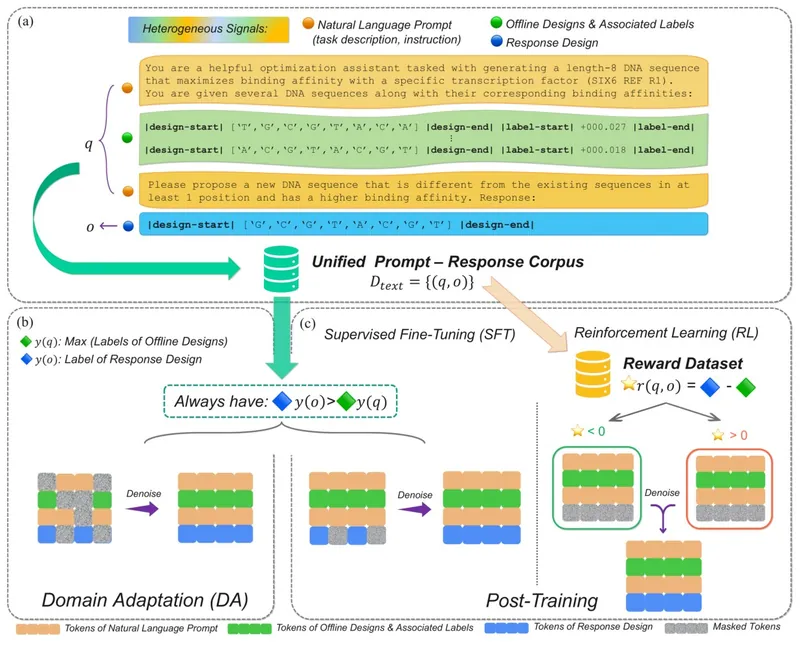 (a)
Heterogeneous Signals:
Natural Language Prompt
(task description, instruction)
Offline Designs & Associated Labels
Response Design
You are a helpful optimization assistant tasked with generating a length-8 DNA sequence
that maximizes binding affinity with a specific transcription factor (SIX6 REF R1).
You are given several DNA sequences along with their corresponding binding affinities:
|design-start| ['T','G','C','G','T','A','C','A'] |design-end| |label-start| +000.027 |label-end|
⋮
|design-start| ['A','C','G','T','A','C','G','T'] |design-end| |label-start| +000.018 |label-end|
q
Please propose a new DNA sequence that is different from the existing sequences in at
least 1 position and has a higher binding affinity. Response:
o
|design-start| ['G','C','G','T','A','C','G','T'] |design-end|
Unified Prompt – Response Corpus
D_text = {(q, o)}
(b)
y(q): Max (Labels of Offline Designs)
y(o): Label of Response Design
(c)
Supervised Fine-Tuning (SFT)
Reinforcement Learning (RL)
Reward Dataset
r(q, o) = -
Always have: y(o)> y(q)
< 0
> 0
Denoise
Denoise
Denoise
Domain Adaptation (DA)
Post-Training
Tokens of Natural Language Prompt
Tokens of Offline Designs & Associated Labels
Tokens of Response Design
Masked Tokens